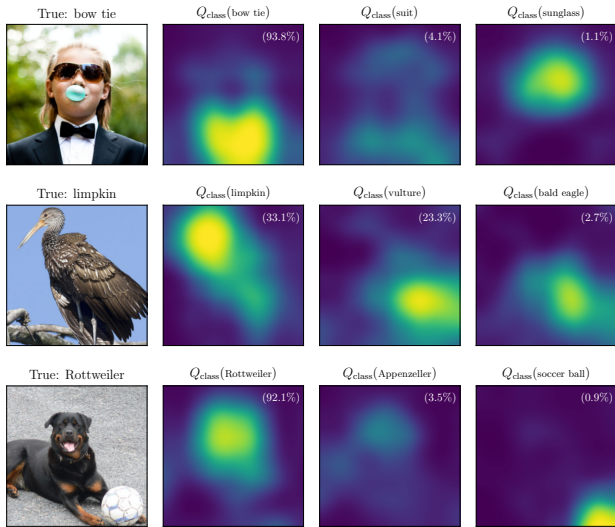 True: bow tie Q_class(bow tie) Q_class(suit) Q_class(sunglass)
(93.8%) (4.1%) (1.1%)
True: limpkin Q_class(limpkin) Q_class(vulture) Q_class(bald eagle)
(33.1%) (23.3%) (2.7%)
True: Rottweiler Q_class(Rottweiler) Q_class(Appenzeller) Q_class(soccer ball)
(92.1%) (3.5%) (0.9%)